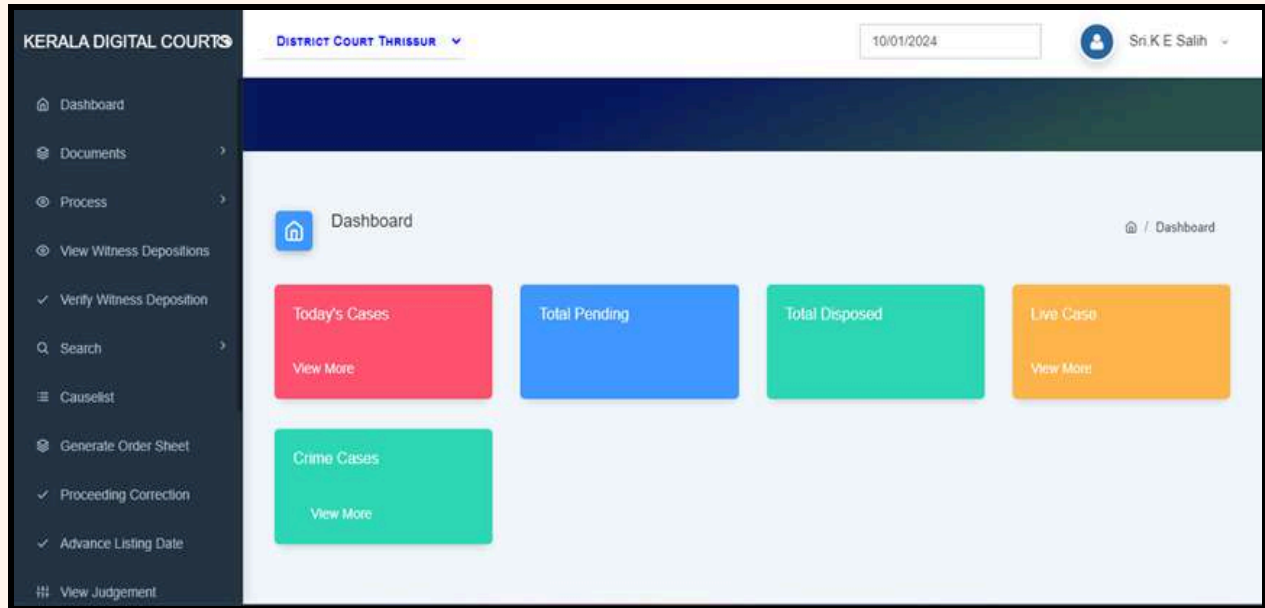 KERALA DIGITAL COURTS
DISTRICT COURT THRISSUR
10/01/2024
Sri.K E Salih
Dashboard
Documents
Process
View Witness Depositions
Verify Witness Deposition
Search
Causelist
Generate Order Sheet
Proceeding Correction
Advance Listing Date
View Judgement
Dashboard
/ Dashboard
Today's Cases
View More
Total Pending
Total Disposed
Live Case
View More
Crime Cases
View More